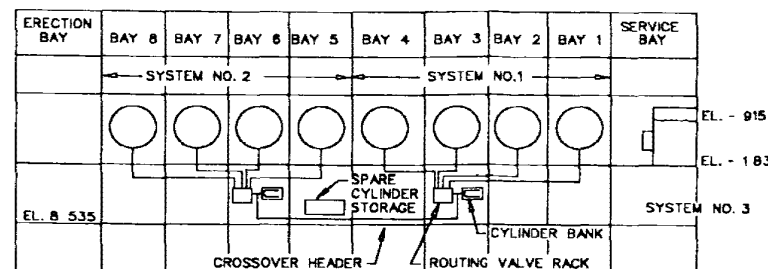 ERECTION BAY
BAY 8
BAY 7
BAY 6
BAY 5
BAY 4
BAY 3
BAY 2
BAY 1
SERVICE BAY
SYSTEM NO. 2
SYSTEM NO.1
EL. - 915
EL. - 183
SPARE CYLINDER STORAGE
SYSTEM NO. 3
EL. 8 535
CYLINDER BANK
CROSSOVER HEADER
ROUTING VALVE RACK